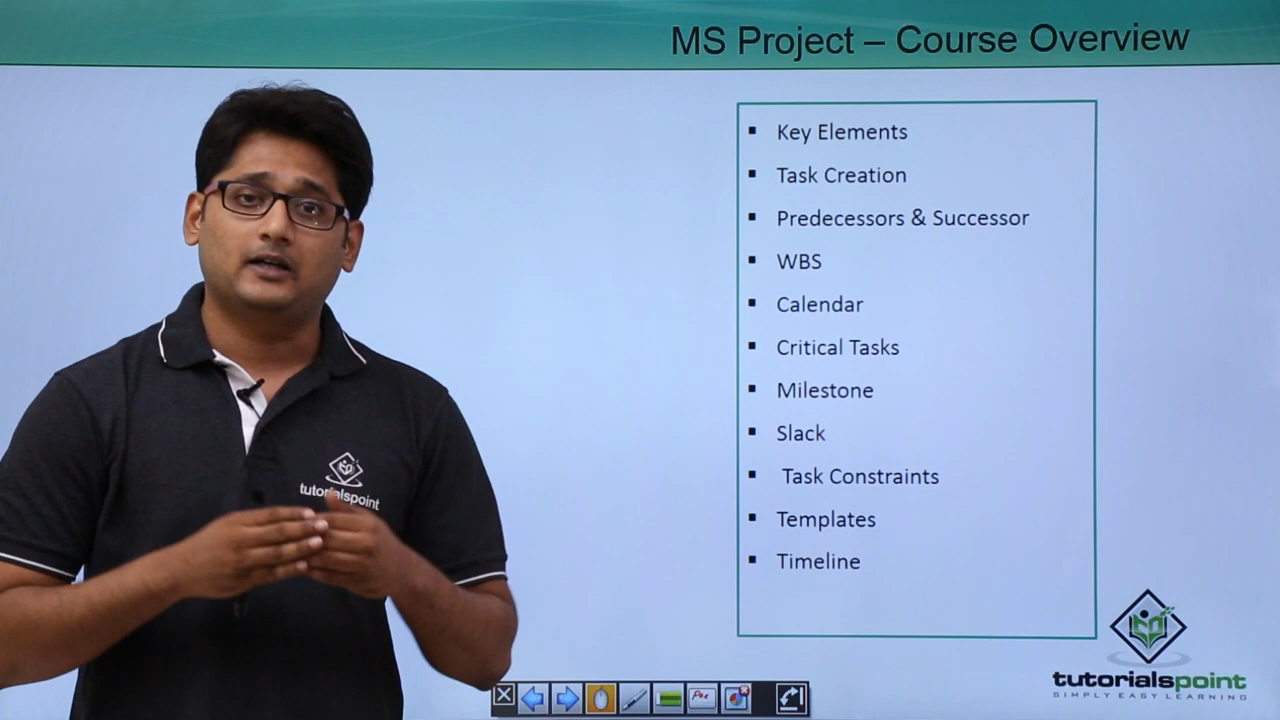 MS Project – Course Overview
▪ Key Elements
▪ Task Creation
▪ Predecessors & Successor
▪ WBS
▪ Calendar
▪ Critical Tasks
▪ Milestone
▪ Slack
▪ Task Constraints
▪ Templates
▪ Timeline
tutorialspoint
Pen
tutorialspoint
SIMPLY EASY LEARNING